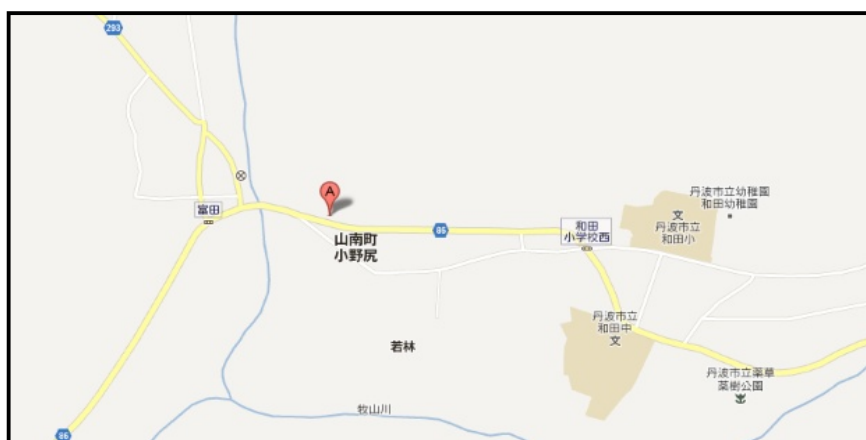 293
A
富田
山南町
小野尻
86
和田
小学校西
丹波市立幼稚園
和田幼稚園
文
丹波市立
和田小
丹波市立
和田中
文
若林
丹波市立薬草
薬樹公園
牧山川
86